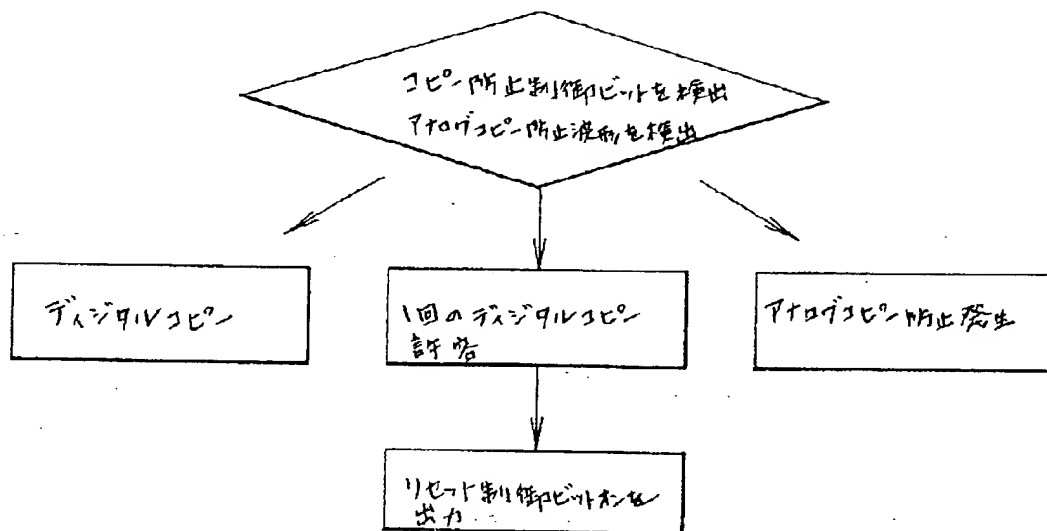 コピー防止制御ビットを検出
アナログコピー防止波形を検出
ディジタルコピー
1回のディジタルコピー
許容
アナログコピー防止発生
リセット制御ビットオンを
出力